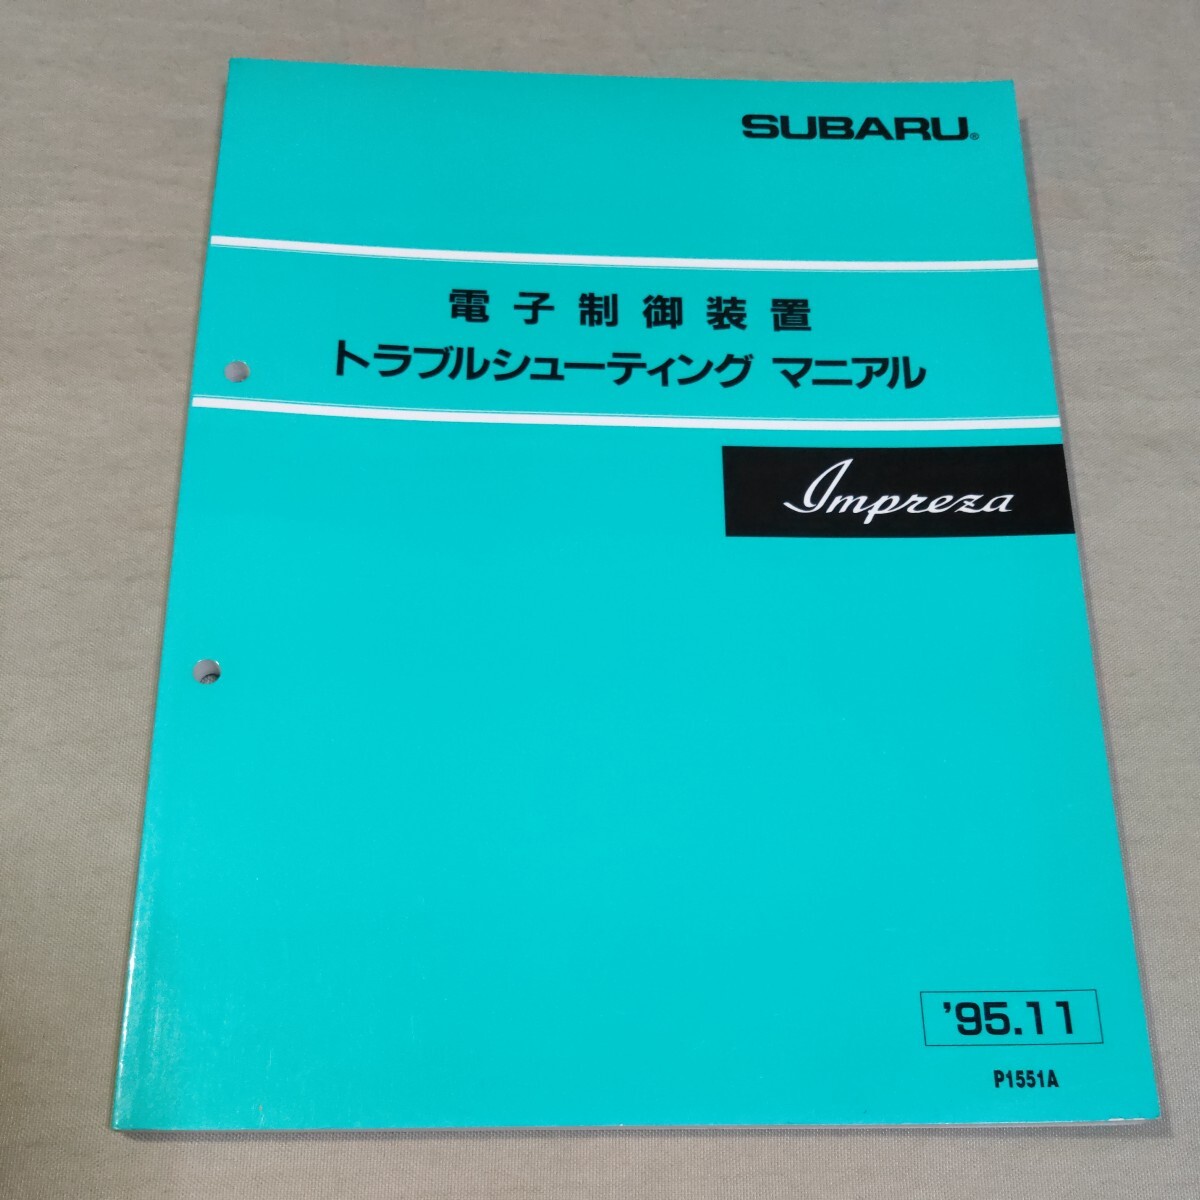 SUBARU®
電子制御装置
トラブルシューティング マニアル
Impreza
'95.11
P1551A